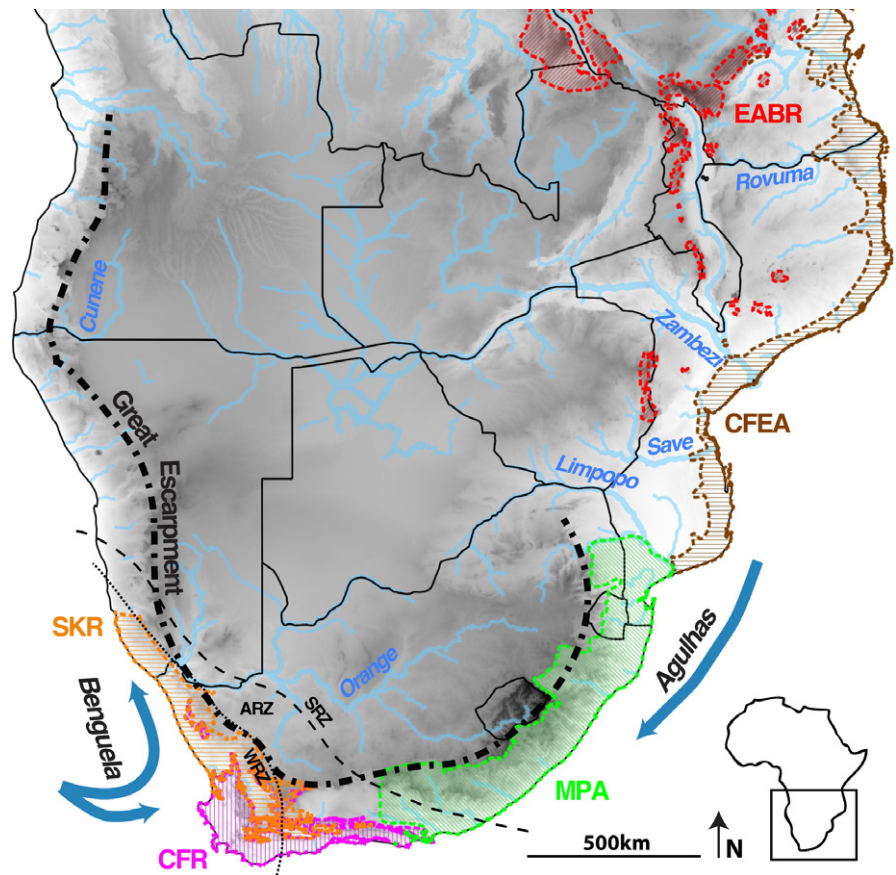 EABR
Rovuma
Cunene
Zambezi
Great
Escarpment
CFEA
Save
Limpopo
SKR
Agulhas
Orange
Benguela
ARZ
SRZ
WRZ
MPA
CFR
500km
N